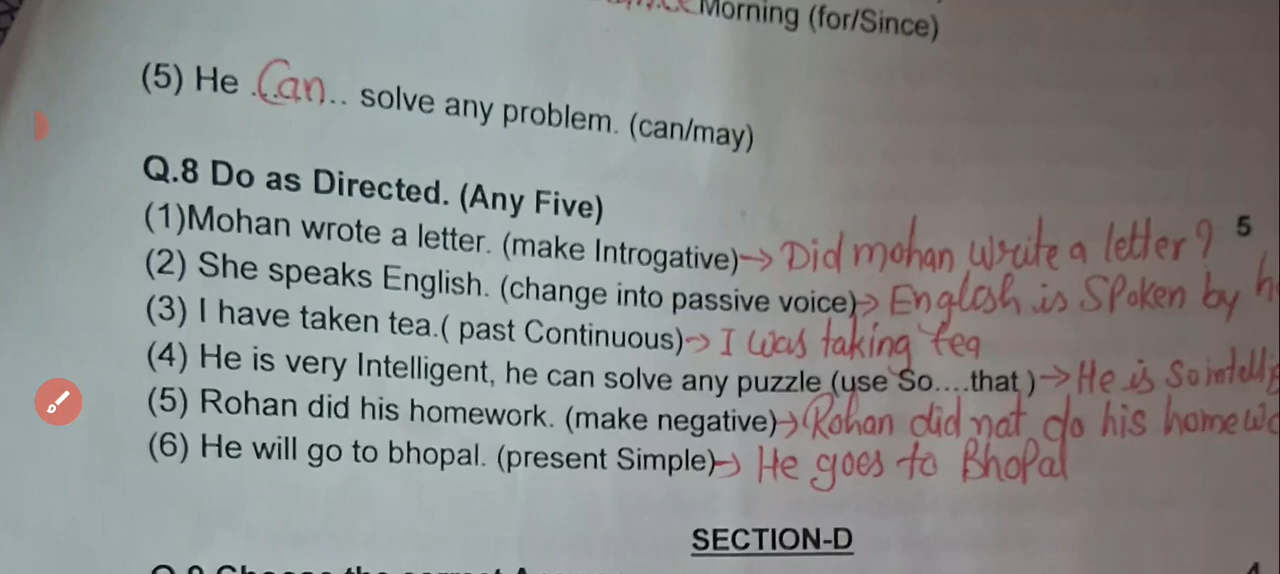 Morning (for/Since)
(5) He .Can.. solve any problem. (can/may)
Q.8 Do as Directed. (Any Five)
5
(1)Mohan wrote a letter. (make Introgative)→ Did mohan write a letter?
(2) She speaks English. (change into passive voice)→ English is Spoken by
(3) I have taken tea.( past Continuous)→ I was taking tea
(4) He is very Intelligent, he can solve any puzzle (use So....that )→ He is so
(5) Rohan did his homework. (make negative)→ Rohan did not do his
(6) He will go to bhopal. (present Simple)→ He goes to Bhopal
SECTION-D